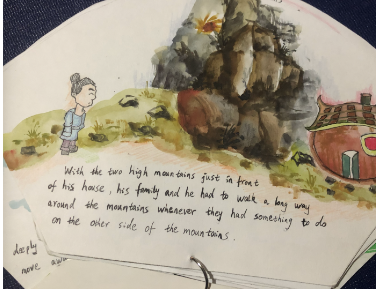 With the two high mountains just in front
of his house, his family and he had to walk a long way
around the mountains whenever they had something to do
on the other side of the mountains.
deeply
move